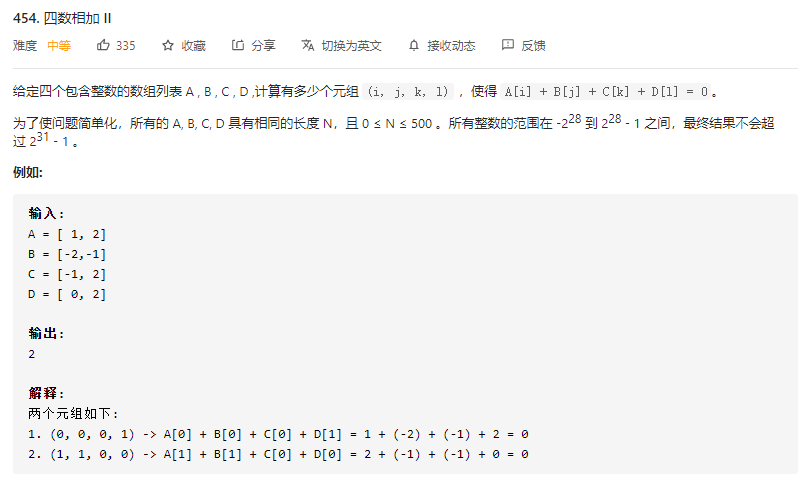 454. 四数相加 II
难度 中等 335 收藏 分享 切换为英文 接收动态 反馈
给定四个包含整数的数组列表 A , B , C , D ,计算有多少个元组 (i, j, k, l) ，使得 A[i] + B[j] + C[k] + D[l] = 0 。
为了使问题简单化，所有的 A, B, C, D 具有相同的长度 N，且 0 ≤ N ≤ 500 。所有整数的范围在 -2^28 到 2^28 - 1 之间，最终结果不会超
过 2^31 - 1 。
例如:
输入:
A = [ 1, 2]
B = [-2,-1]
C = [-1, 2]
D = [ 0, 2]
输出:
2
解释:
两个元组如下:
1. (0, 0, 0, 1) -> A[0] + B[0] + C[0] + D[1] = 1 + (-2) + (-1) + 2 = 0
2. (1, 1, 0, 0) -> A[1] + B[1] + C[0] + D[0] = 2 + (-1) + (-1) + 0 = 0